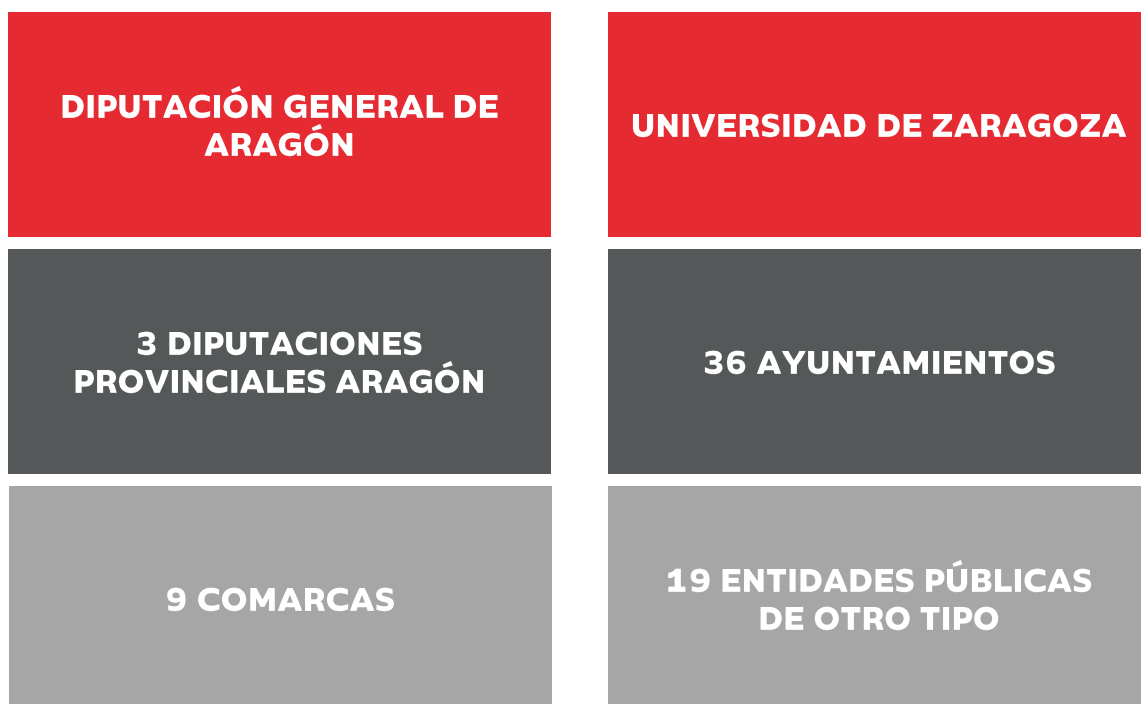 DIPUTACIÓN GENERAL DE
ARAGÓN
UNIVERSIDAD DE ZARAGOZA
3 DIPUTACIONES
PROVINCIALES ARAGÓN
36 AYUNTAMIENTOS
9 COMARCAS
19 ENTIDADES PÚBLICAS
DE OTRO TIPO